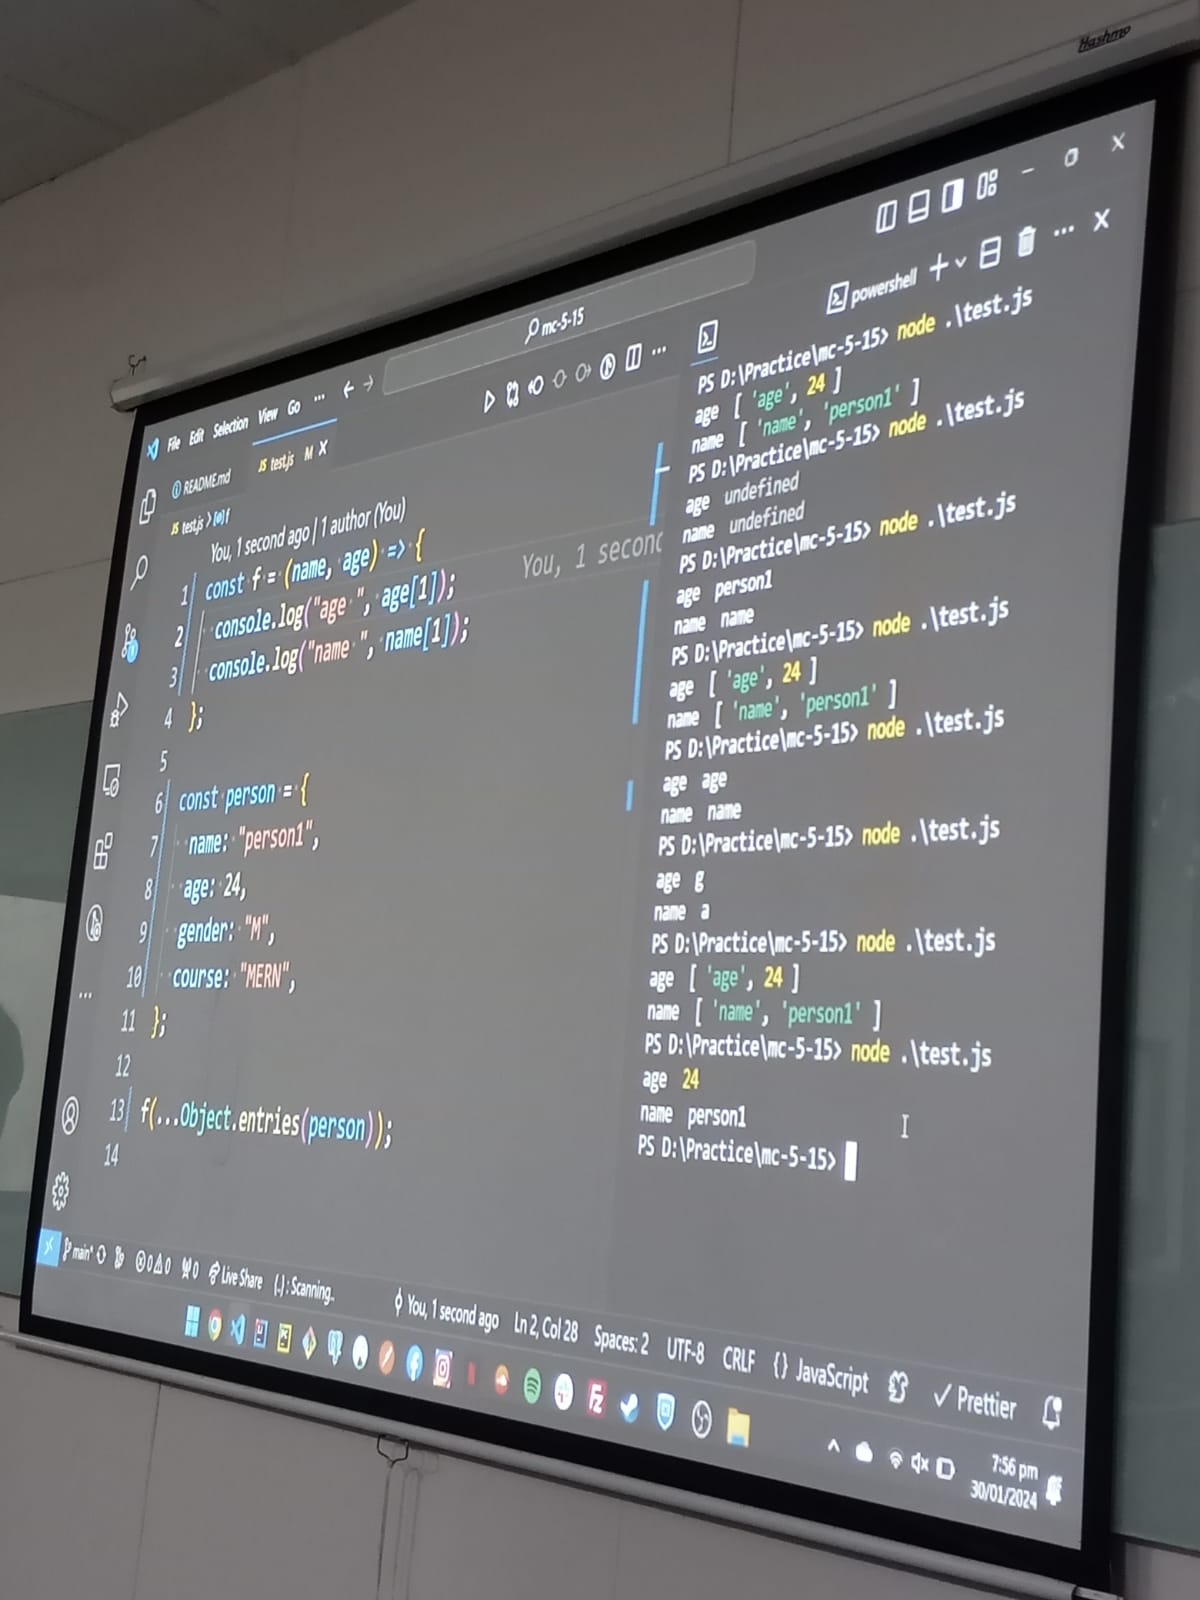 Hashmo
File Edit Selection View Go ...
mc-5-15
README.md
JS test.js M X
JS test.js > [@] f
You, 1 second ago | 1 author (You)
1 const f = (name, age) => {
You, 1 second
2 console.log("age ", age[1]);
3 console.log("name ", name[1]);
4 };
5
6 const person = {
7 name: "person1",
8 age: 24,
9 gender: "M",
10 course: "MERN",
11 };
12
13 f(...Object.entries(person));
14
powershell
PS D:\Practice\mc-5-15> node .\test.js
age [ 'age', 24 ]
name [ 'name', 'person1' ]
PS D:\Practice\mc-5-15> node .\test.js
age undefined
name undefined
PS D:\Practice\mc-5-15> node .\test.js
age person1
name name
PS D:\Practice\mc-5-15> node .\test.js
age [ 'age', 24 ]
name [ 'name', 'person1' ]
PS D:\Practice\mc-5-15> node .\test.js
age age
name name
PS D:\Practice\mc-5-15> node .\test.js
age g
name a
PS D:\Practice\mc-5-15> node .\test.js
age [ 'age', 24 ]
name [ 'name', 'person1' ]
PS D:\Practice\mc-5-15> node .\test.js
age 24
name person1
PS D:\Practice\mc-5-15>
main* 0 0 0 Live Share {..} : Scanning.. You, 1 second ago Ln 2, Col 28 Spaces: 2 UTF-8 CRLF {} JavaScript Prettier
7:56 pm
30/01/2024